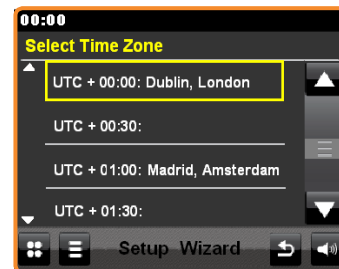 00:00
Select Time Zone
UTC + 00:00: Dublin, London
UTC + 00:30:
UTC + 01:00: Madrid, Amsterdam
UTC + 01:30:
Setup Wizard